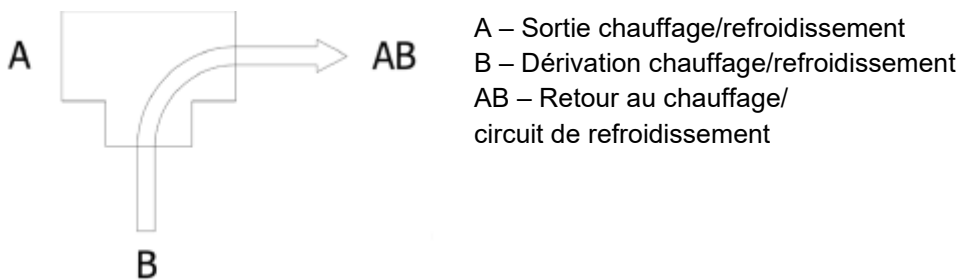 A
AB
B
A – Sortie chauffage/refroidissement
B – Dérivation chauffage/refroidissement
AB – Retour au chauffage/
circuit de refroidissement